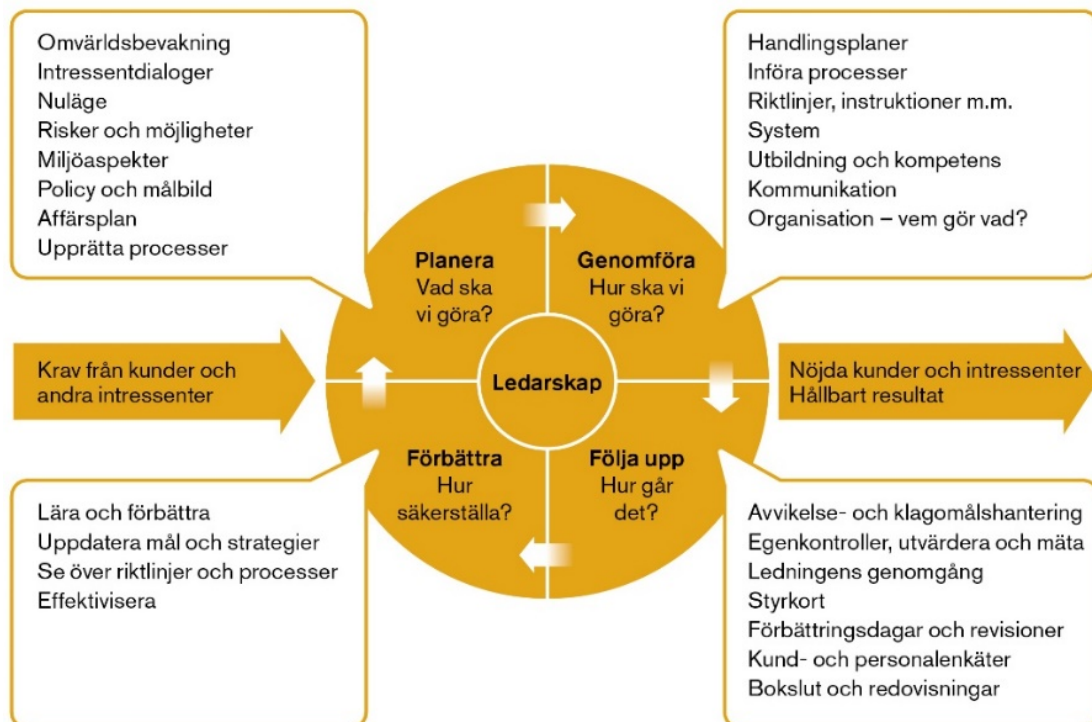 Omvärldsbevakning
Intressentdialoger
Nuläge
Risker och möjligheter
Miljöaspekter
Policy och målbild
Affärsplan
Upprätta processer
Handlingsplaner
Införa processer
Riktlinjer, instruktioner m.m.
System
Utbildning och kompetens
Kommunikation
Organisation – vem gör vad?
Planera
Vad ska
vi göra?
Genomföra
Hur ska vi
göra?
Krav från kunder och
andra intressenter
Ledarskap
Nöjda kunder och intressenter
Hållbart resultat
Förbättra
Hur
säkerställa?
Följa upp
Hur går
det?
Lära och förbättra
Uppdatera mål och strategier
Se över riktlinjer och processer
Effektivisera
Avvikelse- och klagomålshantering
Egenkontroller, utvärdera och mäta
Ledningens genomgång
Styrkort
Förbättringsdagar och revisioner
Kund- och personalenkäter
Bokslut och redovisningar